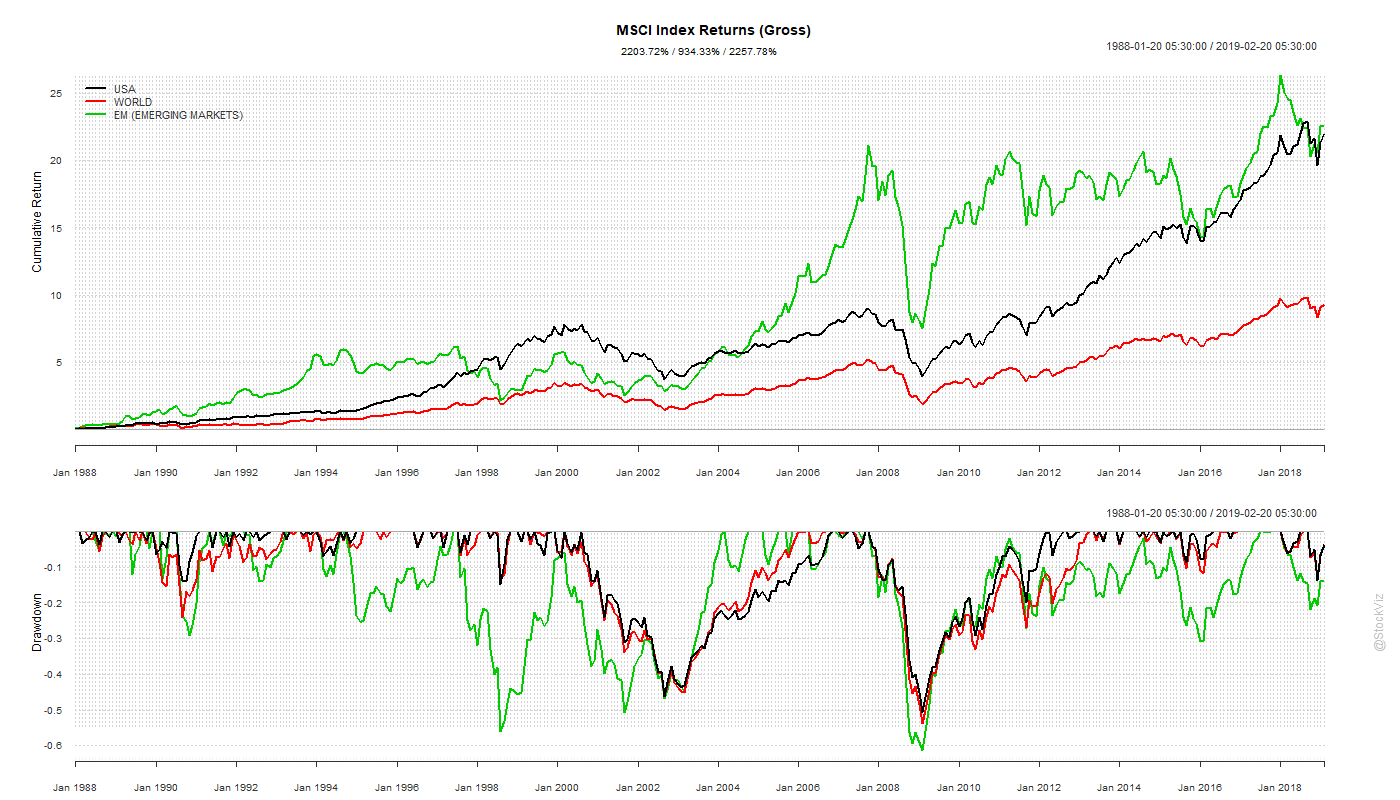 MSCI Index Returns (Gross)
2203.72% / 934.33% / 2257.78%
1988-01-20 05:30:00 / 2019-02-20 05:30:00
USA
WORLD
EM (EMERGING MARKETS)
Cumulative Return
25
20
15
10
5
Jan 1988 Jan 1990 Jan 1992 Jan 1994 Jan 1996 Jan 1998 Jan 2000 Jan 2002 Jan 2004 Jan 2006 Jan 2008 Jan 2010 Jan 2012 Jan 2014 Jan 2016 Jan 2018
1988-01-20 05:30:00 / 2019-02-20 05:30:00
Drawdown
-0.1
-0.2
-0.3
-0.4
-0.5
-0.6
Jan 1988 Jan 1990 Jan 1992 Jan 1994 Jan 1996 Jan 1998 Jan 2000 Jan 2002 Jan 2004 Jan 2006 Jan 2008 Jan 2010 Jan 2012 Jan 2014 Jan 2016 Jan 2018
@StockViz